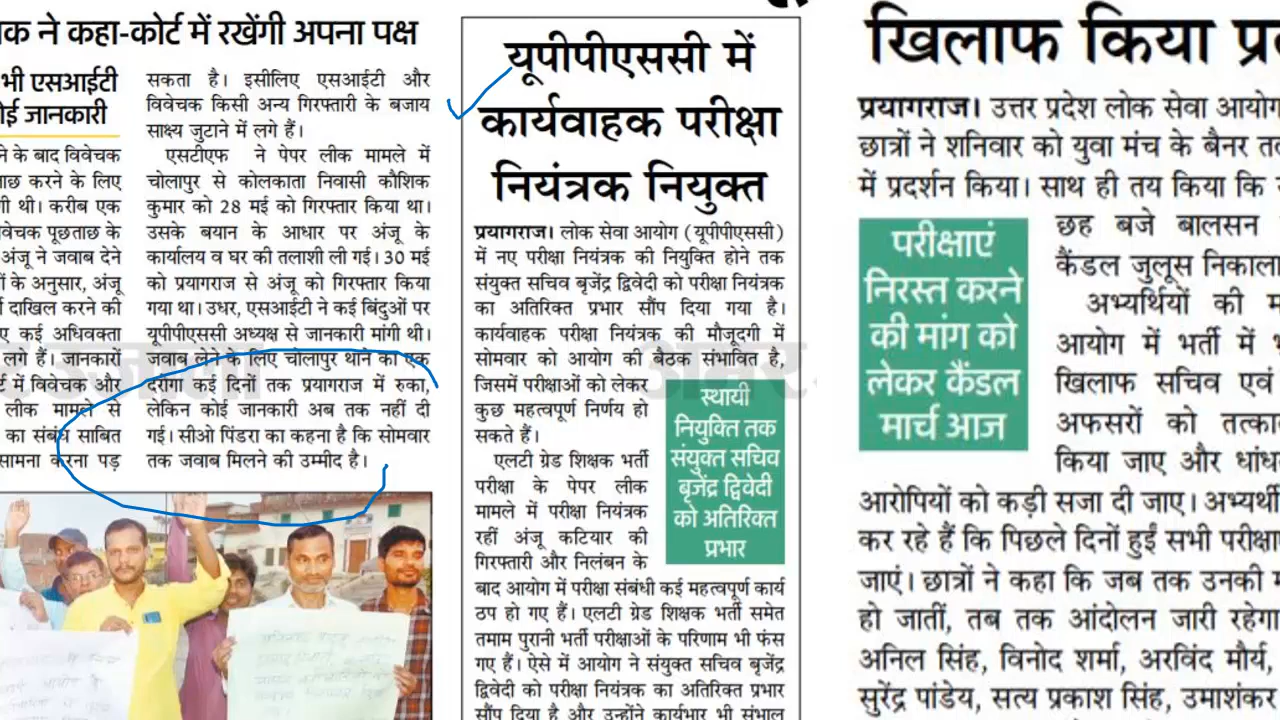 क ने कहा-कोर्ट में रखेंगी अपना पक्ष
भी एसआईटी
ोई जानकारी
ने के बाद विवेचक
ताछ करने के लिए
गी थी। करीब एक
वेचक पूछताछ के
अंजू ने जवाब देने
ों के अनुसार, अंजू
दाखिल करने की
ए कई अधिवक्ता
लगे हैं। जानकारों
र्ट में विवेचक और
लीक मामले से
का संबंध साबित
सामना करना पड़
सकता है। इसीलिए एसआईटी और
विवेचक किसी अन्य गिरफ्तारी के बजाय
साक्ष्य जुटाने में लगे हैं।
एसटीएफ ने पेपर लीक मामले में
चोलापुर से कोलकाता निवासी कौशिक
कुमार को 28 मई को गिरफ्तार किया था।
उसके बयान के आधार पर अंजू के
कार्यालय व घर की तलाशी ली गई। 30 मई
को प्रयागराज से अंजू को गिरफ्तार किया
गया था। उधर, एसआईटी ने कई बिंदुओं पर
यूपीपीएससी अध्यक्ष से जानकारी मांगी थी।
जवाब लेने के लिए चोलापुर थाने का एक
दरोगा कई दिनों तक प्रयागराज में रुका,
लेकिन कोई जानकारी अब तक नहीं दी
गई। सीओ पिंडरा का कहना है कि सोमवार
तक जवाब मिलने की उम्मीद है।
यूपीपीएससी में
कार्यवाहक परीक्षा
नियंत्रक नियुक्त
प्रयागराज। लोक सेवा आयोग (यूपीपीएससी)
में नए परीक्षा नियंत्रक की नियुक्ति होने तक
संयुक्त सचिव बृजेंद्र द्विवेदी को परीक्षा नियंत्रक
का अतिरिक्त प्रभार सौंप दिया गया है।
कार्यवाहक परीक्षा नियंत्रक की मौजूदगी में
सोमवार को आयोग की बैठक संभावित है,
जिसमें परीक्षाओं को लेकर
कुछ महत्वपूर्ण निर्णय हो
सकते हैं।
एलटी ग्रेड शिक्षक भर्ती
परीक्षा के पेपर लीक
मामले में परीक्षा नियंत्रक
रहीं अंजू कटियार की
गिरफ्तारी और निलंबन के
बाद आयोग में परीक्षा संबंधी कई महत्वपूर्ण कार्य
ठप हो गए हैं। एलटी ग्रेड शिक्षक भर्ती समेत
तमाम पुरानी भर्ती परीक्षाओं के परिणाम भी फंस
गए हैं। ऐसे में आयोग ने संयुक्त सचिव बृजेंद्र
द्विवेदी को परीक्षा नियंत्रक का अतिरिक्त प्रभार
सौंप दिया है और उन्होंने कार्यभार भी संभाल
स्थायी
नियुक्ति तक
संयुक्त सचिव
बृजेंद्र द्विवेदी
को अतिरिक्त
प्रभार
खिलाफ किया प्र
प्रयागराज। उत्तर प्रदेश लोक सेवा आयोग
छात्रों ने शनिवार को युवा मंच के बैनर त
में प्रदर्शन किया। साथ ही तय किया कि
छह बजे बालसन
कैंडल जुलूस निकाला
अभ्यर्थियों की म
आयोग में भर्ती में
खिलाफ सचिव एवं
अफसरों को तत्का
किया जाए और धांध
परीक्षाएं
निरस्त करने
की मांग को
लेकर कैंडल
मार्च आज
आरोपियों को कड़ी सजा दी जाए। अभ्यर्थी
कर रहे हैं कि पिछले दिनों हुईं सभी परीक्षा
जाएं। छात्रों ने कहा कि जब तक उनकी म
हो जातीं, तब तक आंदोलन जारी रहेगा
अनिल सिंह, विनोद शर्मा, अरविंद मौर्य,
सुरेंद्र पांडेय, सत्य प्रकाश सिंह, उमाशंकर